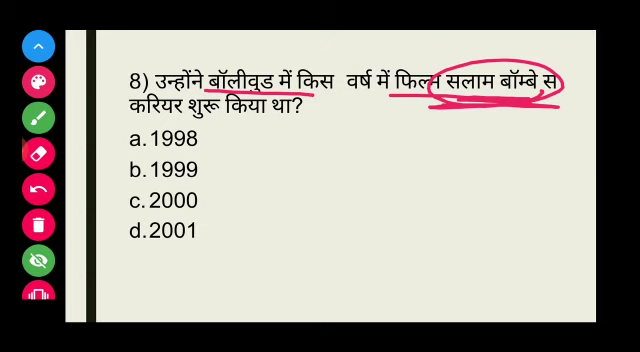 8) उन्होंने बॉलीवुड में किस वर्ष में फिल्म सलाम बॉम्बे से
करियर शुरू किया था?
a. 1998
b. 1999
c. 2000
d. 2001